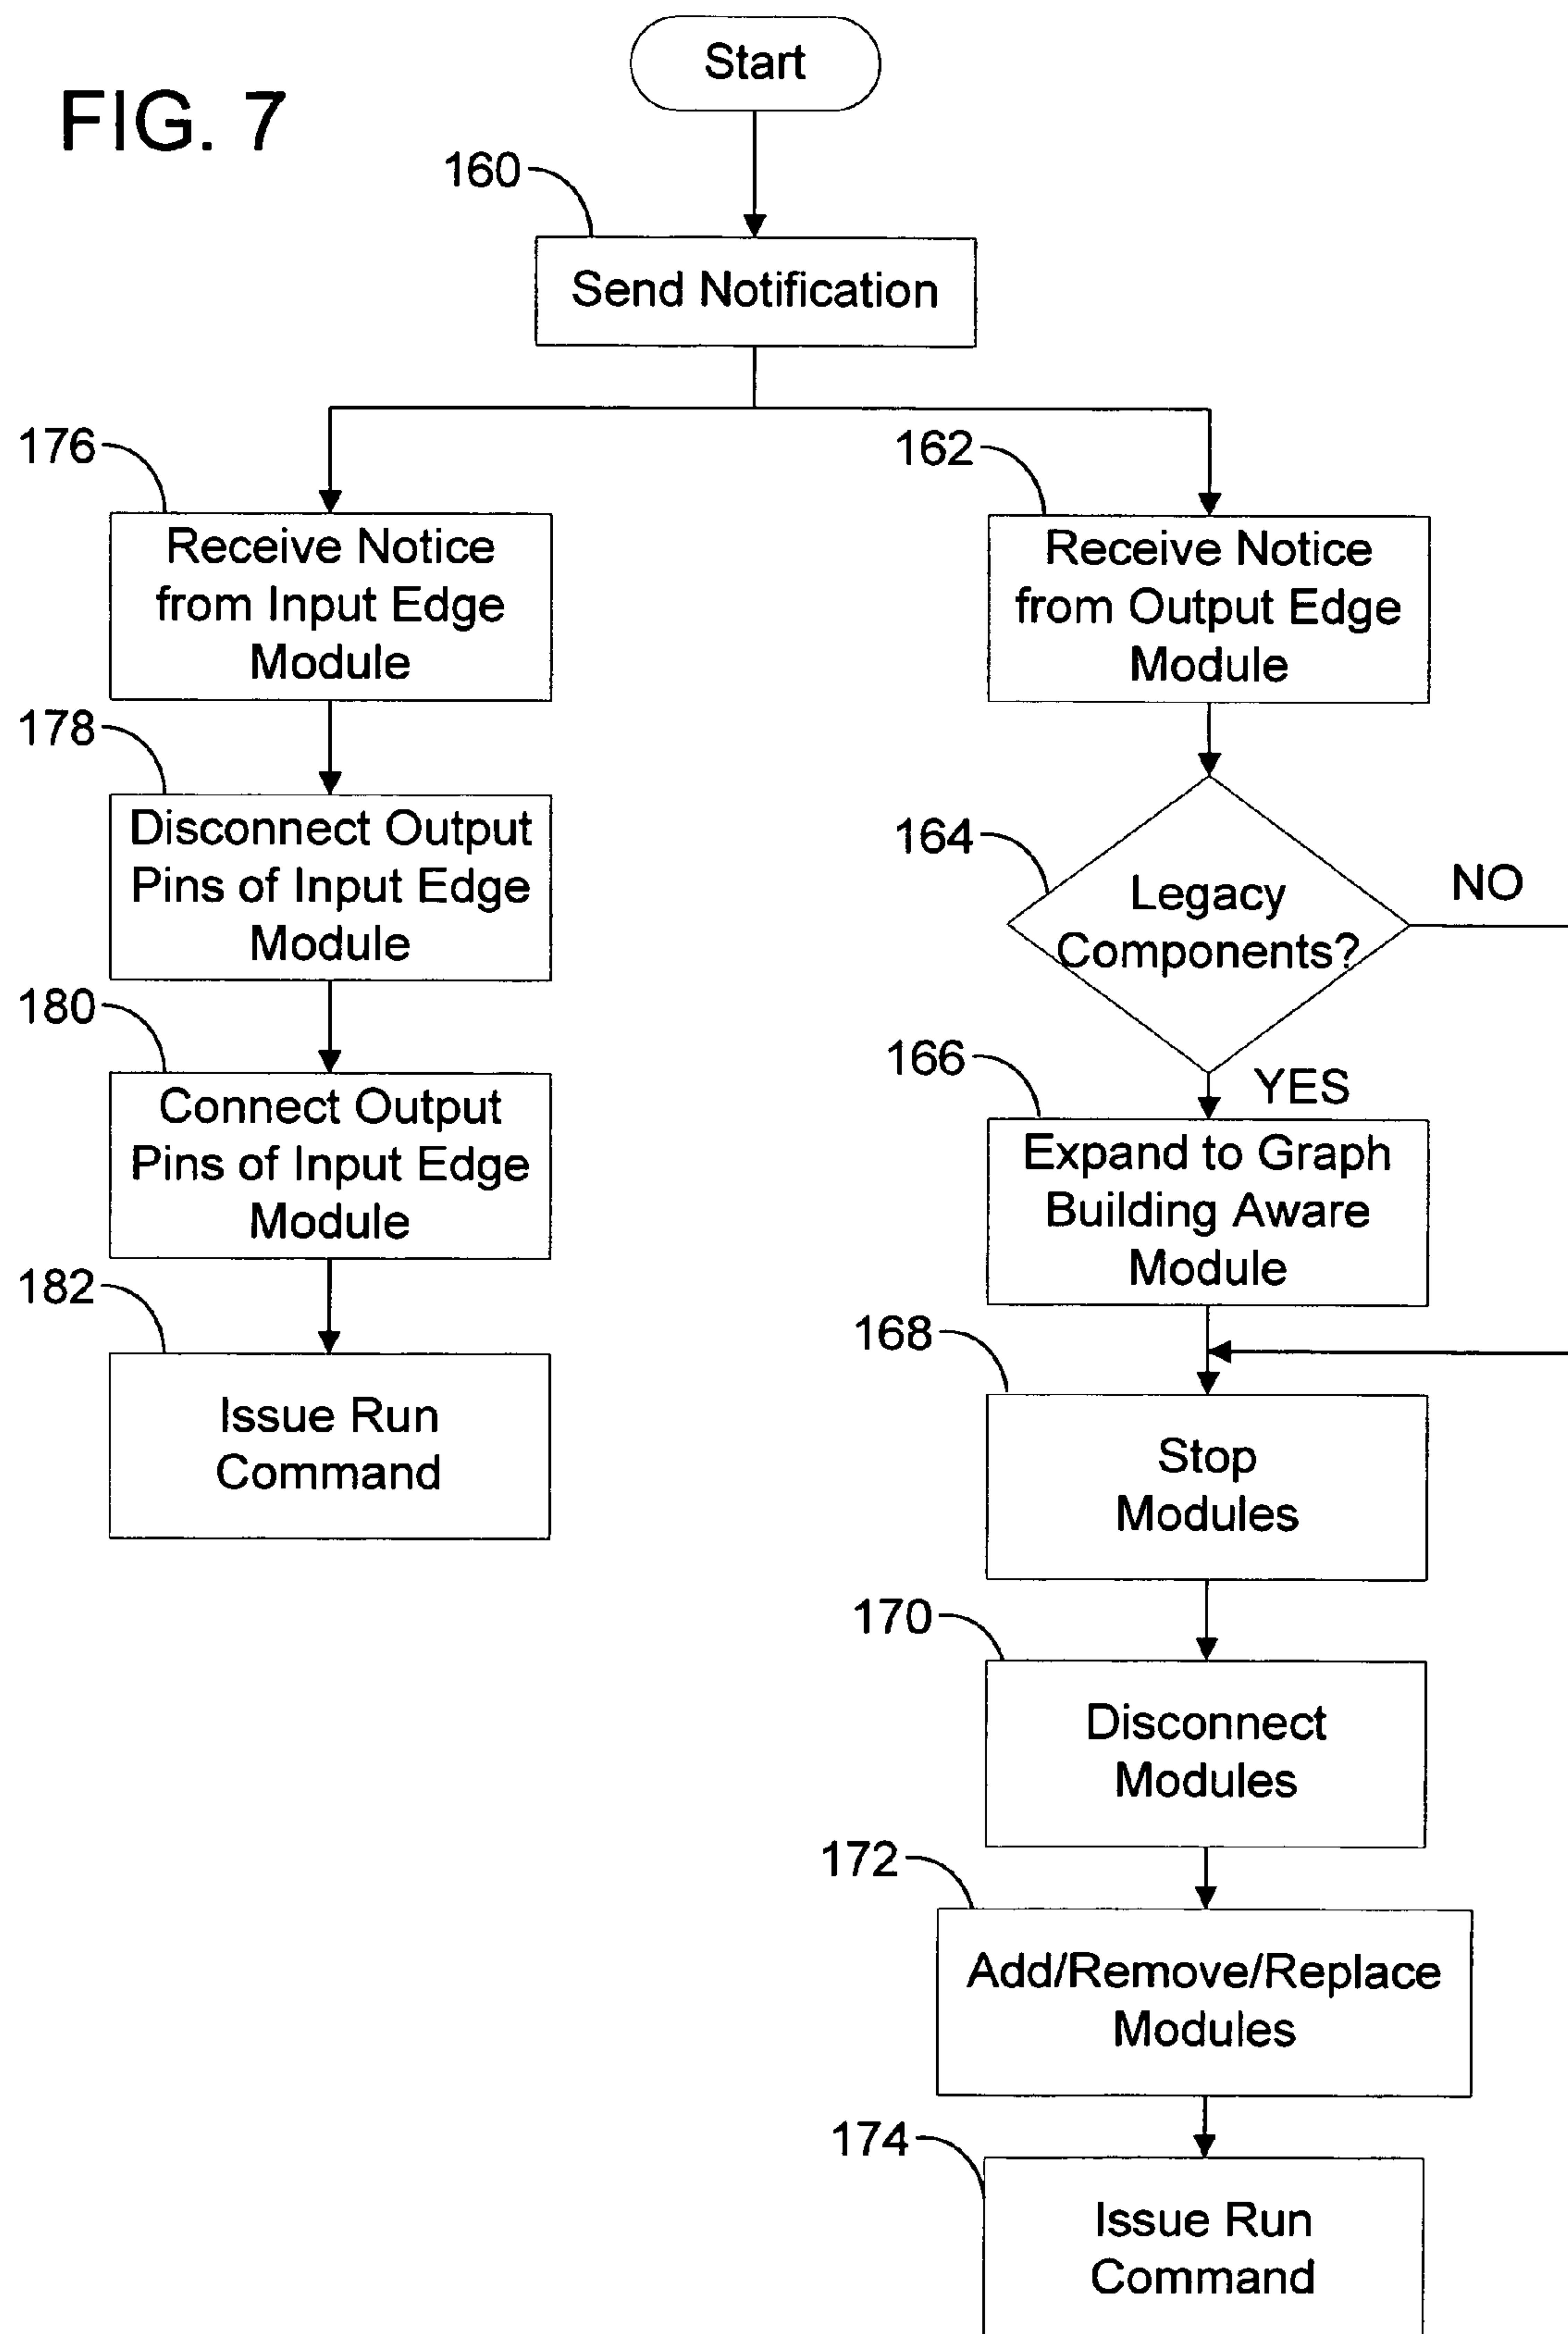 FIG. 7
Start
160
Send Notification
176
Receive Notice
from Input Edge
Module
178
Disconnect Output
Pins of Input Edge
Module
180
Connect Output
Pins of Input Edge
Module
182
Issue Run
Command
162
Receive Notice
from Output Edge
Module
164
Legacy
Components?
NO
YES
166
Expand to Graph
Building Aware
Module
168
Stop
Modules
170
Disconnect
Modules
172
Add/Remove/Replace
Modules
174
Issue Run
Command